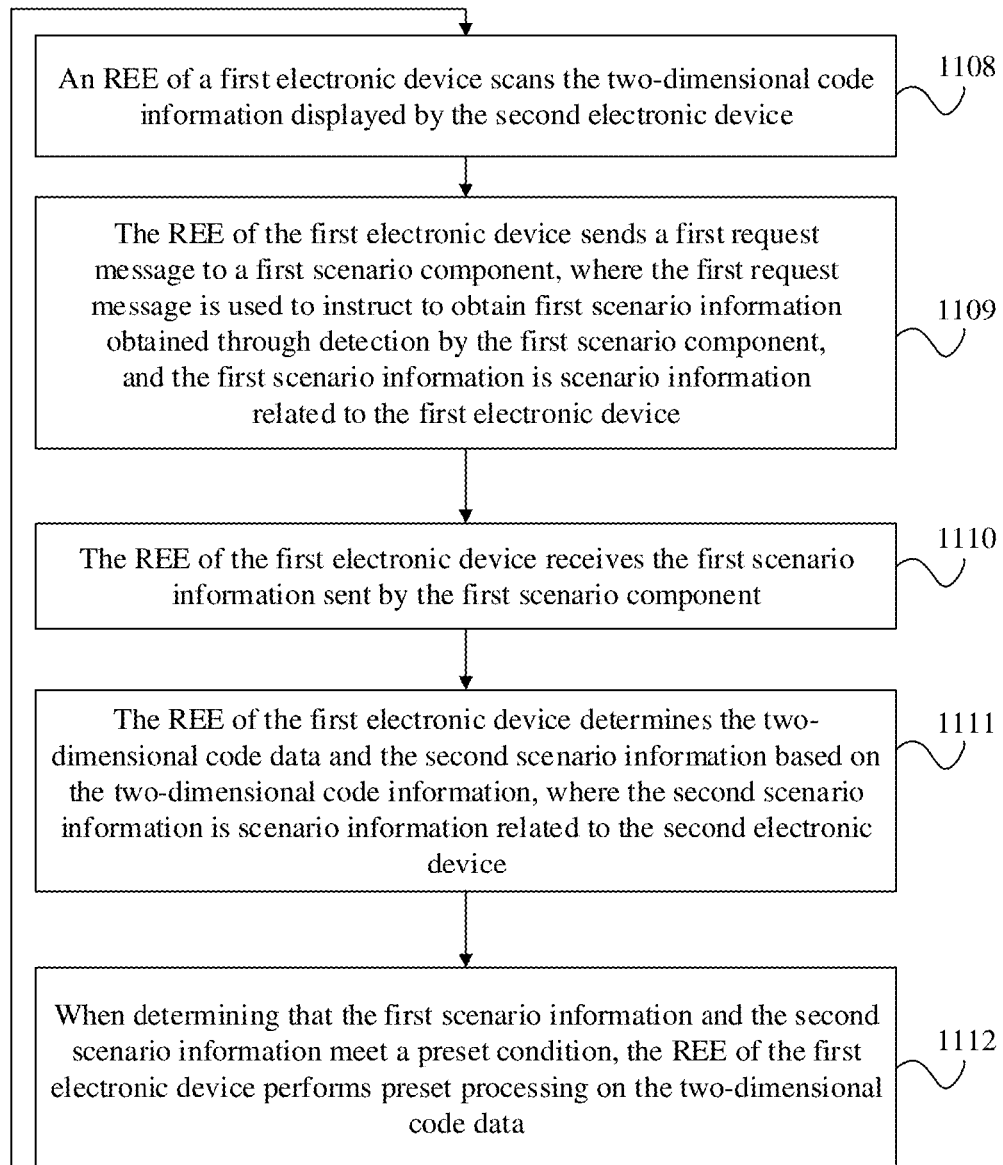 An REE of a first electronic device scans the two-dimensional code
information displayed by the second electronic device
1108
The REE of the first electronic device sends a first request
message to a first scenario component, where the first request
message is used to instruct to obtain first scenario information
obtained through detection by the first scenario component,
and the first scenario information is scenario information
related to the first electronic device
1109
The REE of the first electronic device receives the first scenario
information sent by the first scenario component
1110
The REE of the first electronic device determines the two-
dimensional code data and the second scenario information based on
the two-dimensional code information, where the second scenario
information is scenario information related to the second electronic
device
1111
When determining that the first scenario information and the second
scenario information meet a preset condition, the REE of the first
electronic device performs preset processing on the two-dimensional
code data
1112